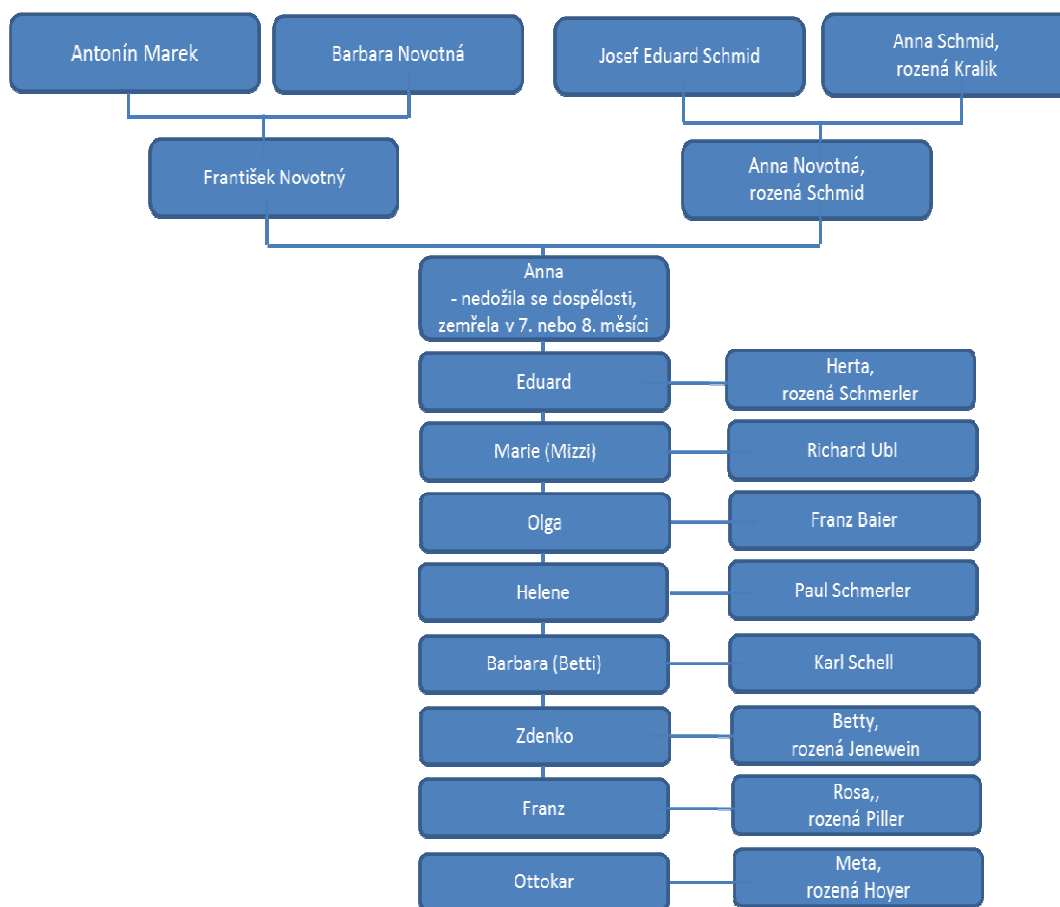 Antonín Marek
Barbara Novotná
Josef Eduard Schmid
Anna Schmid,
rozená Kralik
František Novotný
Anna Novotná,
rozená Schmid
Anna
- nedožila se dospělosti,
zemřela v 7. nebo 8. měsíci
Eduard
Herta,
rozená Schmerler
Marie (Mizzi)
Richard Ubl
Olga
Franz Baier
Helene
Paul Schmerler
Barbara (Betti)
Karl Schell
Zdenko
Betty,
rozená Jenewein
Franz
Rosa,,
rozená Piller
Ottokar
Meta,
rozená Hoyer